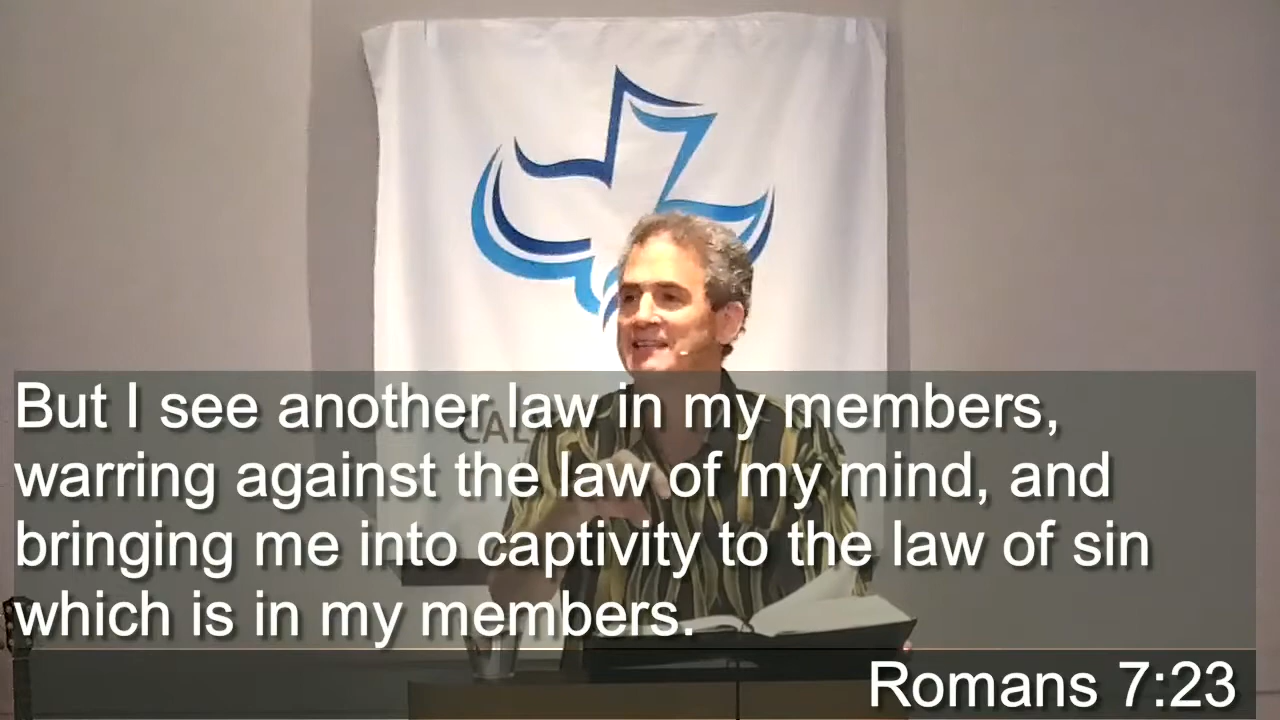 But I see another law in my members,
warring against the law of my mind, and
bringing me into captivity to the law of sin
which is in my members.
Romans 7:23